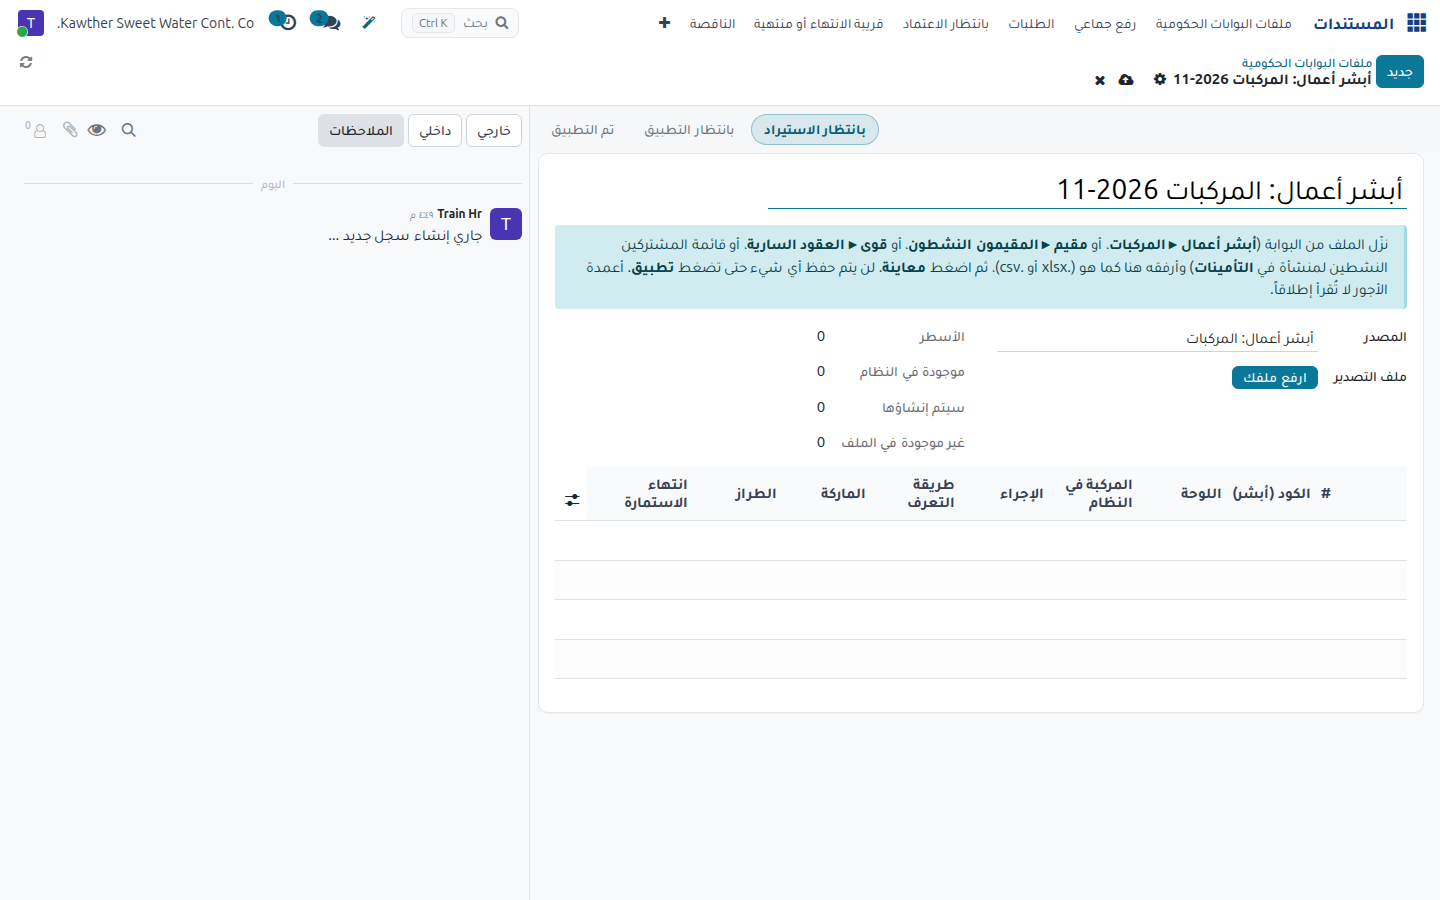 المستندات
ملفات البوابات الحكومية
رفع جماعي
الطلبات
بانتظار الاعتماد
قريبة الانتهاء أو منتهية
الناقصة
بحث
Ctrl K
2
1
Kawther Sweet Water Cont. Co.
T
جديد
ملفات البوابات الحكومية
أبشر أعمال: المركبات 2026-11
بانتظار الاستيراد
بانتظار التطبيق
تم التطبيق
أبشر أعمال: المركبات 2026-11
نزّل الملف من البوابة (أبشر أعمال ▸ المركبات، أو مقيم ▸ المقيمون النشطون، أو قوى ▸ العقود السارية، أو قائمة المشتركين
النشطين لمنشأة في التأمينات) وأرفقه هنا كما هو (.xlsx أو .csv). ثم اضغط معاينة. لن يتم حفظ أي شيء حتى تضغط تطبيق. أعمدة
الأجور لا تُقرأ إطلاقاً.
المصدر
أبشر أعمال: المركبات
ملف التصدير
ارفع ملفك
الأسطر
0
موجودة في النظام
0
سيتم إنشاؤها
0
غير موجودة في الملف
0
#
الكود (أبشر)
اللوحة
المركبة في النظام
الإجراء
طريقة التعرف
الماركة
الطراز
انتهاء الاستمارة
خارجي
داخلي
الملاحظات
0
اليوم
T
Train Hr
٤:٤٩ م
جاري إنشاء سجل جديد ...